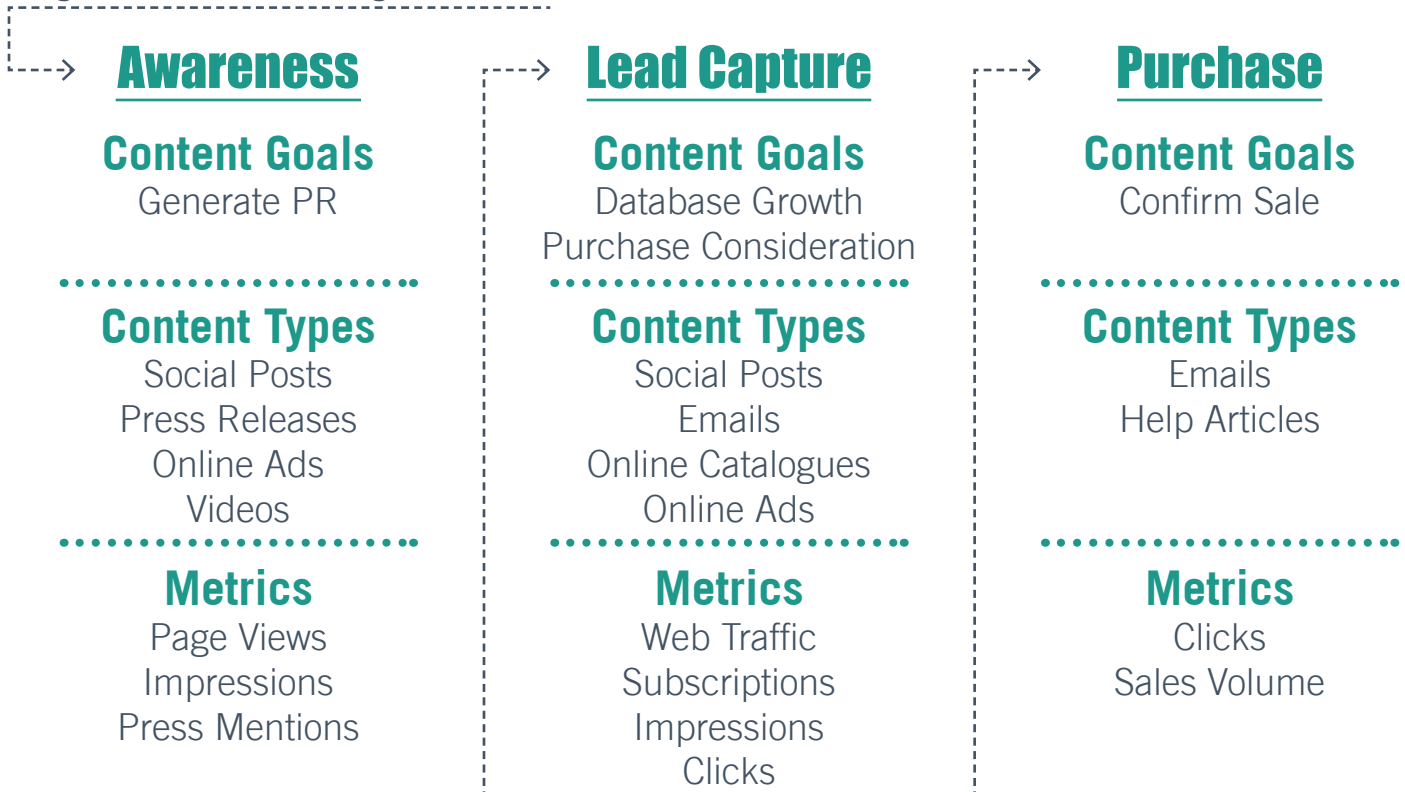 Awareness
Content Goals
Generate PR
Content Types
Social Posts
Press Releases
Online Ads
Videos
Metrics
Page Views
Impressions
Press Mentions
Lead Capture
Content Goals
Database Growth
Purchase Consideration
Content Types
Social Posts
Emails
Online Catalogues
Online Ads
Metrics
Web Traffic
Subscriptions
Impressions
Clicks
Purchase
Content Goals
Confirm Sale
Content Types
Emails
Help Articles
Metrics
Clicks
Sales Volume